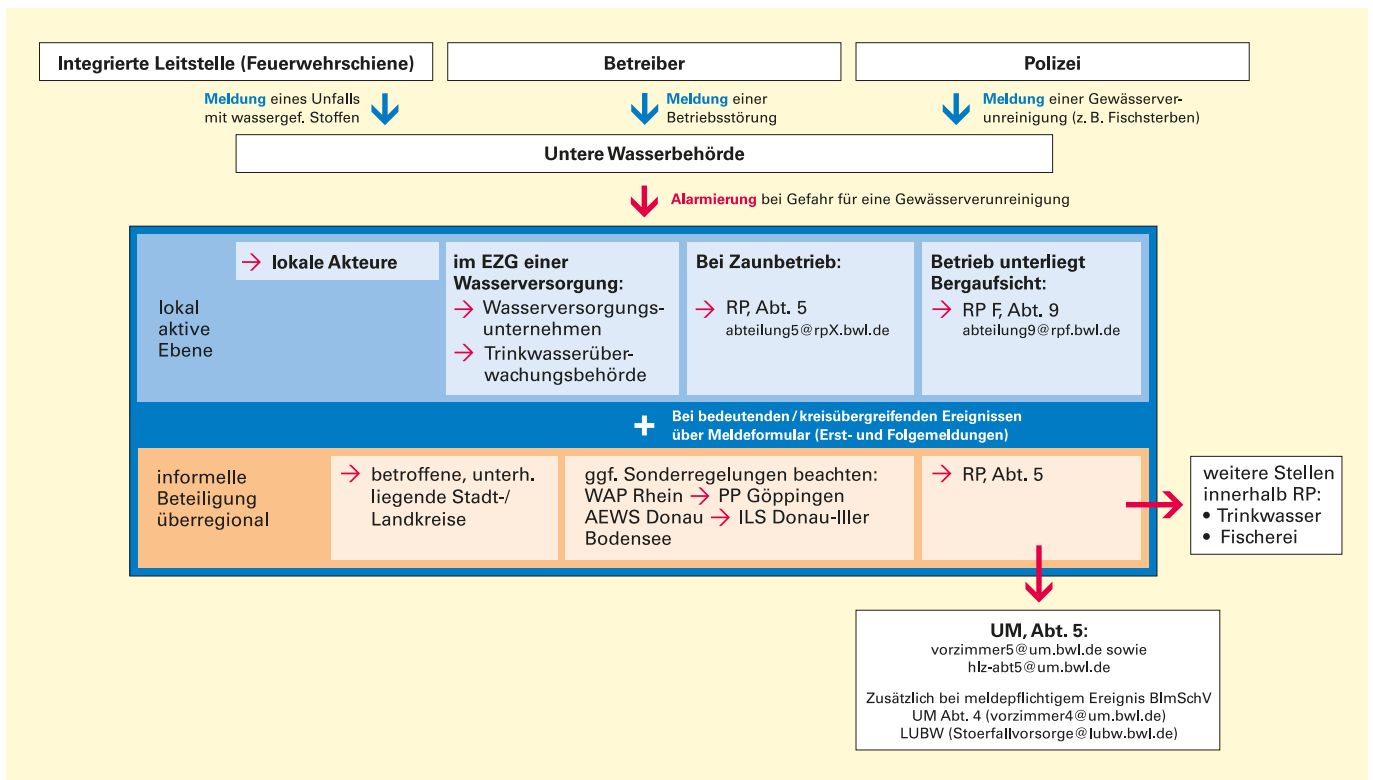 Integrierte Leitstelle (Feuerwehrschiene)
Betreiber
Polizei
Meldung eines Unfalls
mit wassergef. Stoffen
Meldung einer
Betriebsstörung
Meldung einer Gewässerver-
unreinigung (z. B. Fischsterben)
Untere Wasserbehörde
Alarmierung bei Gefahr für eine Gewässerverunreinigung
lokal
aktive
Ebene
→ lokale Akteure
im EZG einer
Wasserversorgung:
→ Wasserversorgungs-
unternehmen
→ Trinkwasserüber-
wachungsbehörde
Bei Zaunbetrieb:
→ RP, Abt. 5
abteilung5@rpX.bwl.de
Betrieb unterliegt
Bergaufsicht:
→ RP F, Abt. 9
abteilung9@rpf.bwl.de
+ Bei bedeutenden / kreisübergreifenden Ereignissen
über Meldeformular (Erst- und Folgemeldungen)
informelle
Beteiligung
überregional
→ betroffene, unterh.
liegende Stadt-/
Landkreise
ggf. Sonderregelungen beachten:
WAP Rhein → PP Göppingen
AEWS Donau → ILS Donau-Iller
Bodensee
→ RP, Abt. 5
weitere Stellen
innerhalb RP:
• Trinkwasser
• Fischerei
UM, Abt. 5:
vorzimmer5@um.bwl.de sowie
hlz-abt5@um.bwl.de
Zusätzlich bei meldepflichtigem Ereignis BImSchV
UM Abt. 4 (vorzimmer4@um.bwl.de)
LUBW (Stoerfallvorsorge@lubw.bwl.de)